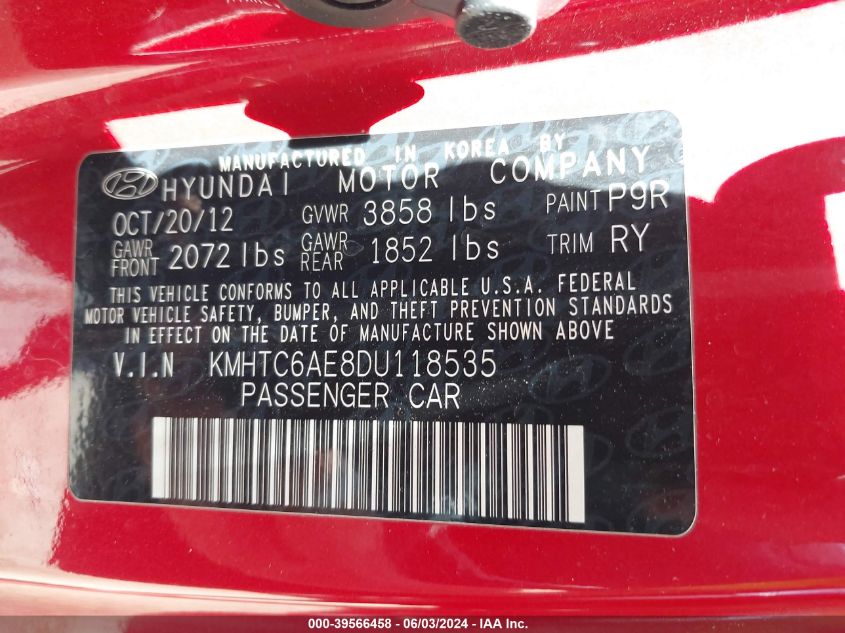 MANUFACTURED IN KOREA BY
HYUNDAI MOTOR COMPANY
OCT/20/12 GVWR 3858 lbs PAINT P9R
GAWR FRONT 2072 lbs GAWR REAR 1852 lbs TRIM RY
THIS VEHICLE CONFORMS TO ALL APPLICABLE U.S.A. FEDERAL
MOTOR VEHICLE SAFETY, BUMPER, AND THEFT PREVENTION STANDARDS
IN EFFECT ON THE DATE OF MANUFACTURE SHOWN ABOVE
V.I.N KMHTC6AE8DU118535
PASSENGER CAR
000-39566458 - 06/03/2024 - IAA Inc.